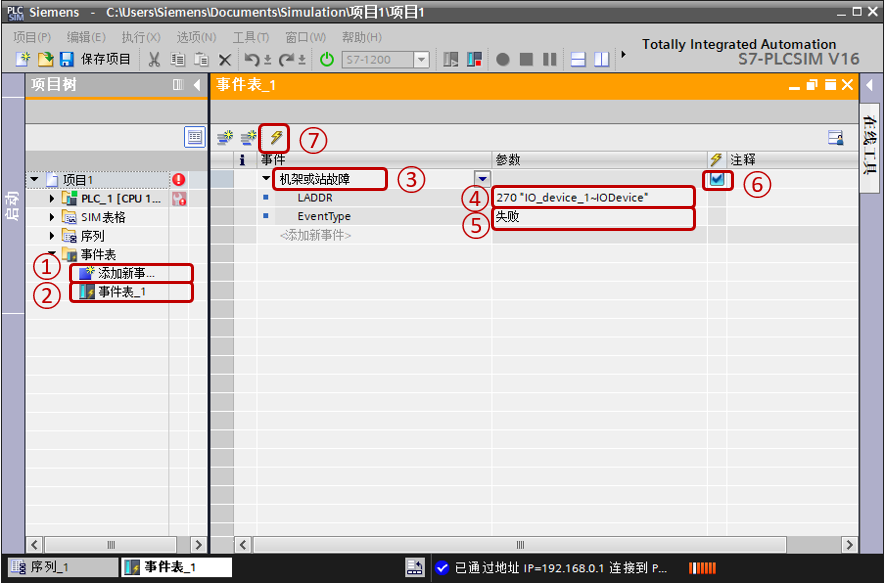 PLC SIM Siemens - C:\Users\Siemens\Documents\Simulation\项目1\项目1
项目(P) 编辑(E) 执行(X) 选项(N) 工具(T) 窗口(W) 帮助(H)
Totally Integrated Automation
保存项目 S7-1200
S7-PLCSIM V16
项目树
事件表_1
⑦
i 事件 参数 注释
项目1
机架或站故障 ③ ⑥
PLC_1 [CPU 1...
LADDR ④ 270 "IO_device_1~IODevice"
SIM表格
EventType ⑤ 失败
序列
<添加新事件>
事件表
① 添加新事...
② 事件表_1
启动
在线工具
序列_1 事件表_1 已通过地址 IP=192.168.0.1 连接到 P...